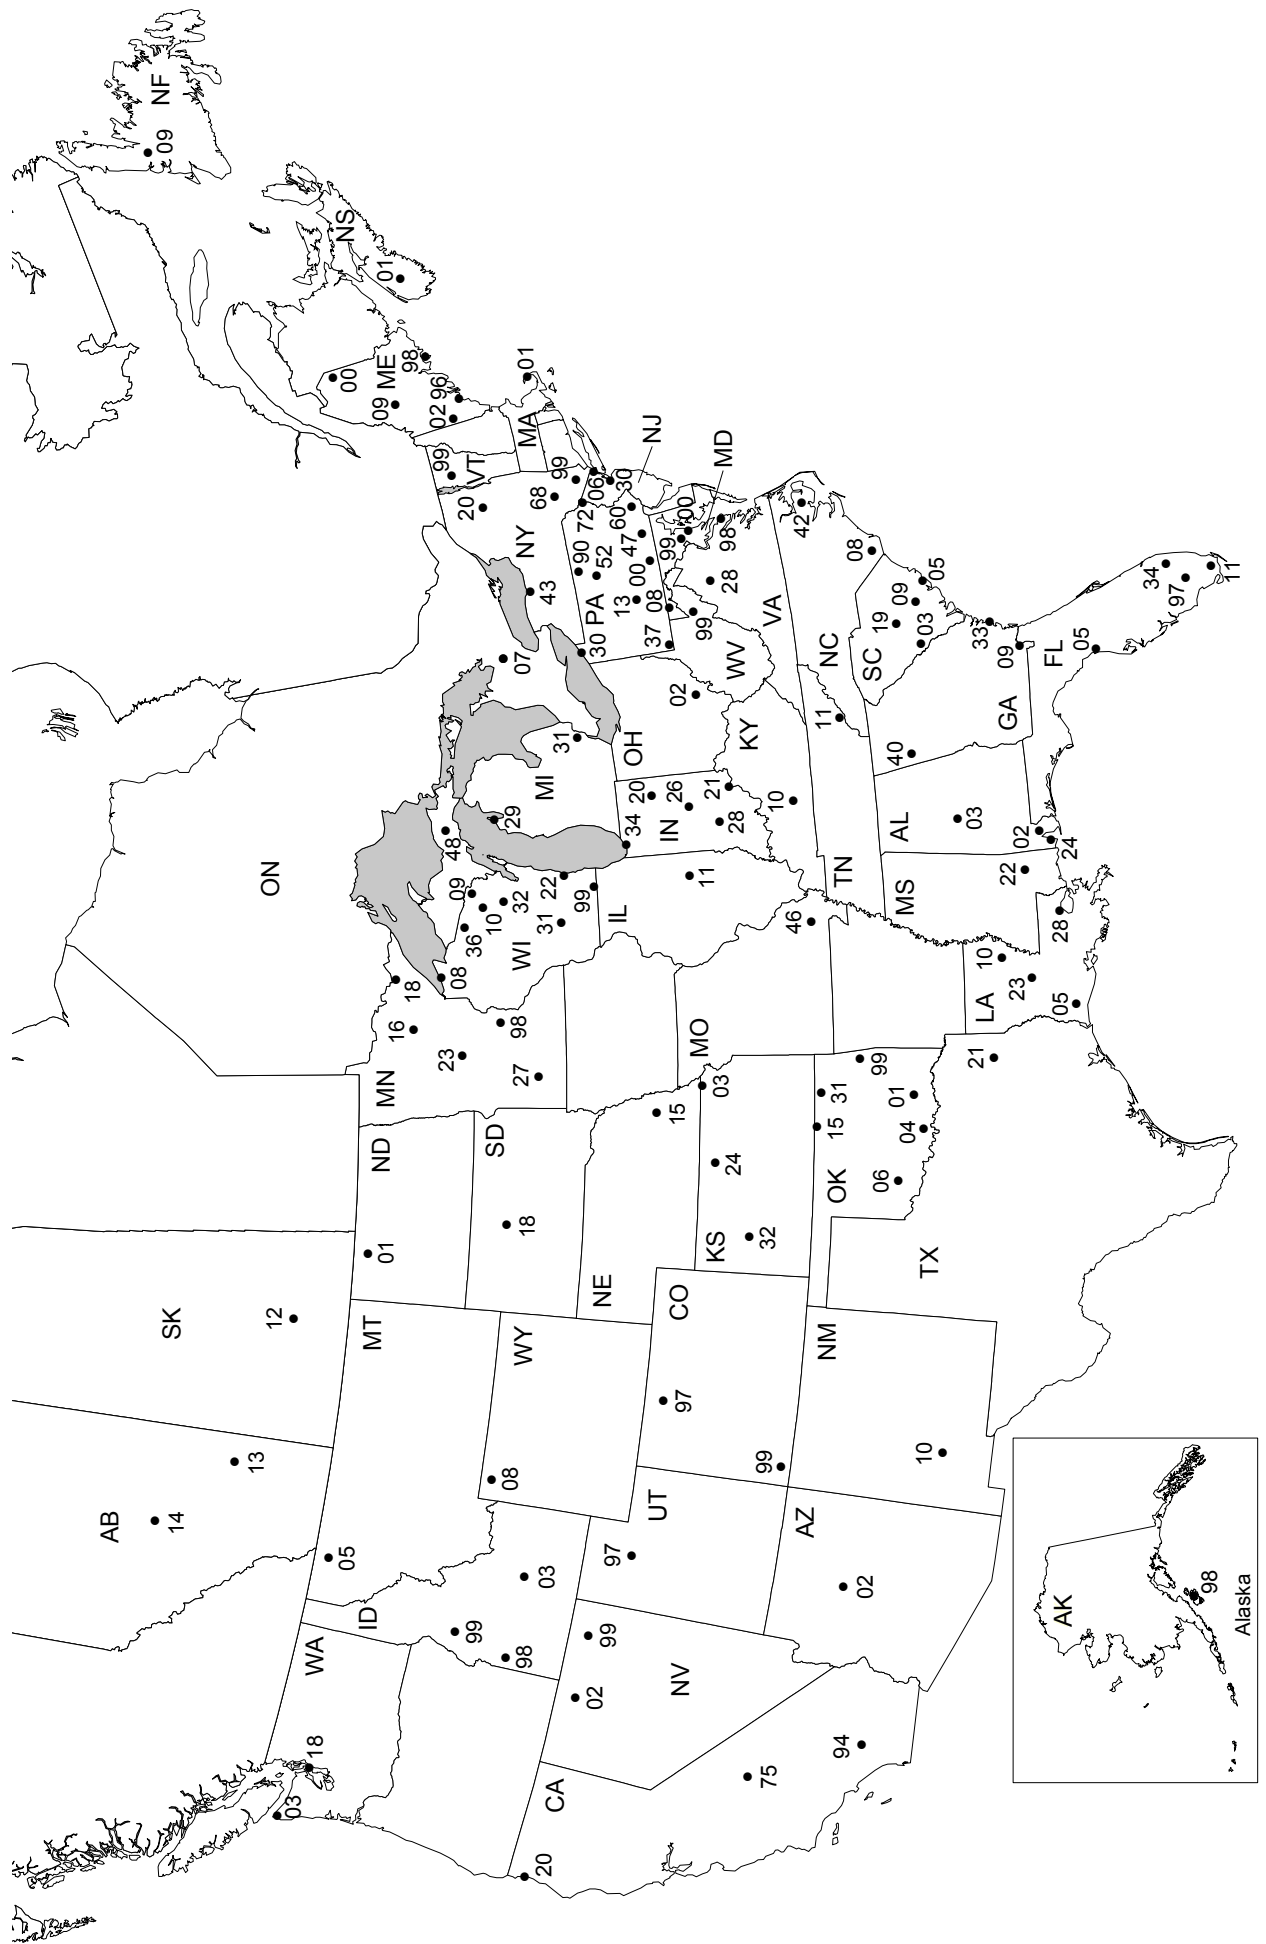 AB
09
NF
14
SK
13
12
ON
03
18
WA
05
00
NS
ID
MT
01
ND
MN
09
ME
01
16
18
98
02
96
23
08
09
48
99
99
36
20
VT
10
SD
08
29
98
18
27
98
WY
WI
32
07
NY
MA
01
20
03
31
22
MI
43
68
CA
31
99
02
99
30
90
72
PA
06
NE
99
97
IL
52
13
60
30
34
20
OH
00
47
UT
37
08
NJ
15
IN
26
02
99
NV
97
CO
00
MO
11
99
KS
03
21
MD
24
28
WV
28
98
KY
75
99
32
10
VA
AZ
46
42
NM
OK
15
31
11
NC
94
02
TN
08
06
99
SC
19
01
04
MS
AL
40
09
10
TX
03
05
21
LA
10
03
33
23
22
02
GA
09
AK
05
28
24
FL
05
34
97
98
11
Alaska